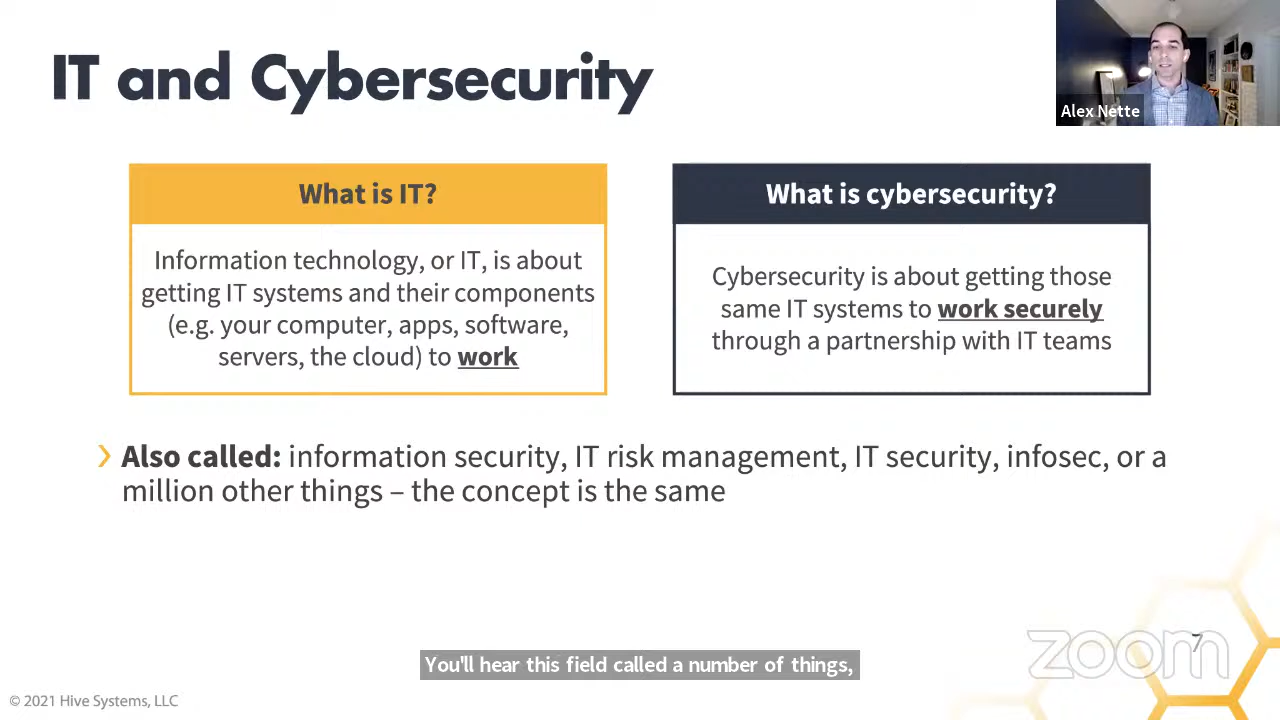 IT and Cybersecurity
Alex Nette
What is IT?
Information technology, or IT, is about
getting IT systems and their components
(e.g. your computer, apps, software,
servers, the cloud) to work
What is cybersecurity?
Cybersecurity is about getting those
same IT systems to work securely
through a partnership with IT teams
Also called: information security, IT risk management, IT security, infosec, or a
million other things – the concept is the same
zoom
7
You'll hear this field called a number of things,
© 2021 Hive Systems, LLC